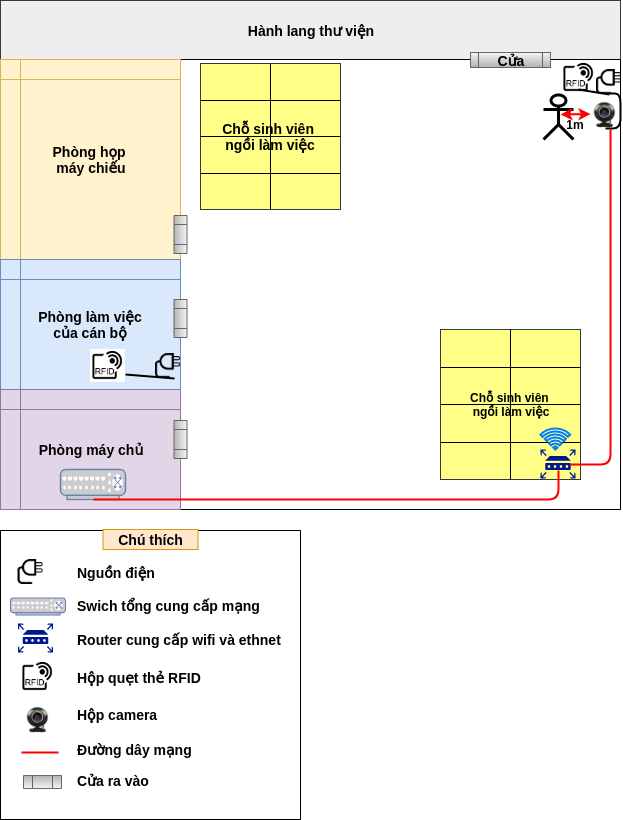 Hành lang thư viện
Cửa
RFID
1m
Chỗ sinh viên
ngồi làm việc
Phòng họp
máy chiếu
Phòng làm việc
của cán bộ
RFID
Chỗ sinh viên
ngồi làm việc
Phòng máy chủ
Chú thích
Nguồn điện
Swich tổng cung cấp mạng
Router cung cấp wifi và ethnet
RFID
Hộp quẹt thẻ RFID
Hộp camera
Đường dây mạng
Cửa ra vào